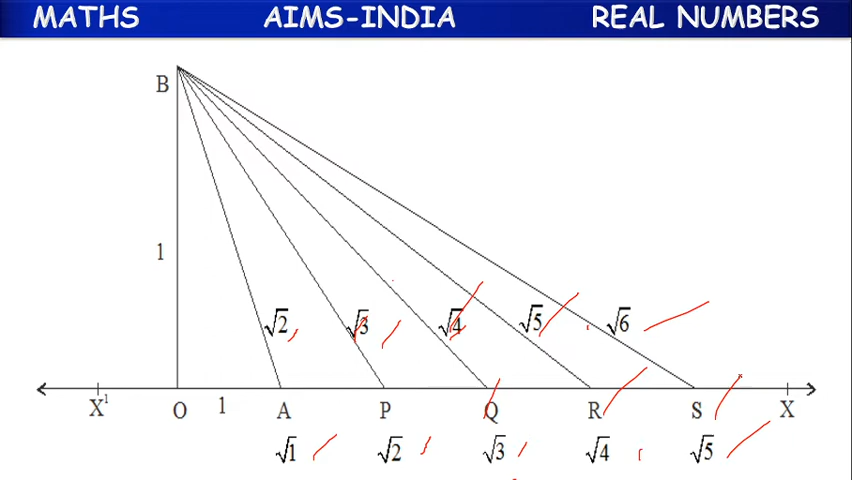 MATHS AIMS-INDIA REAL NUMBERS
B
1
√2 √3 √4 √5 √6
X¹ O 1 A P Q R S X
√1 √2 √3 √4 √5